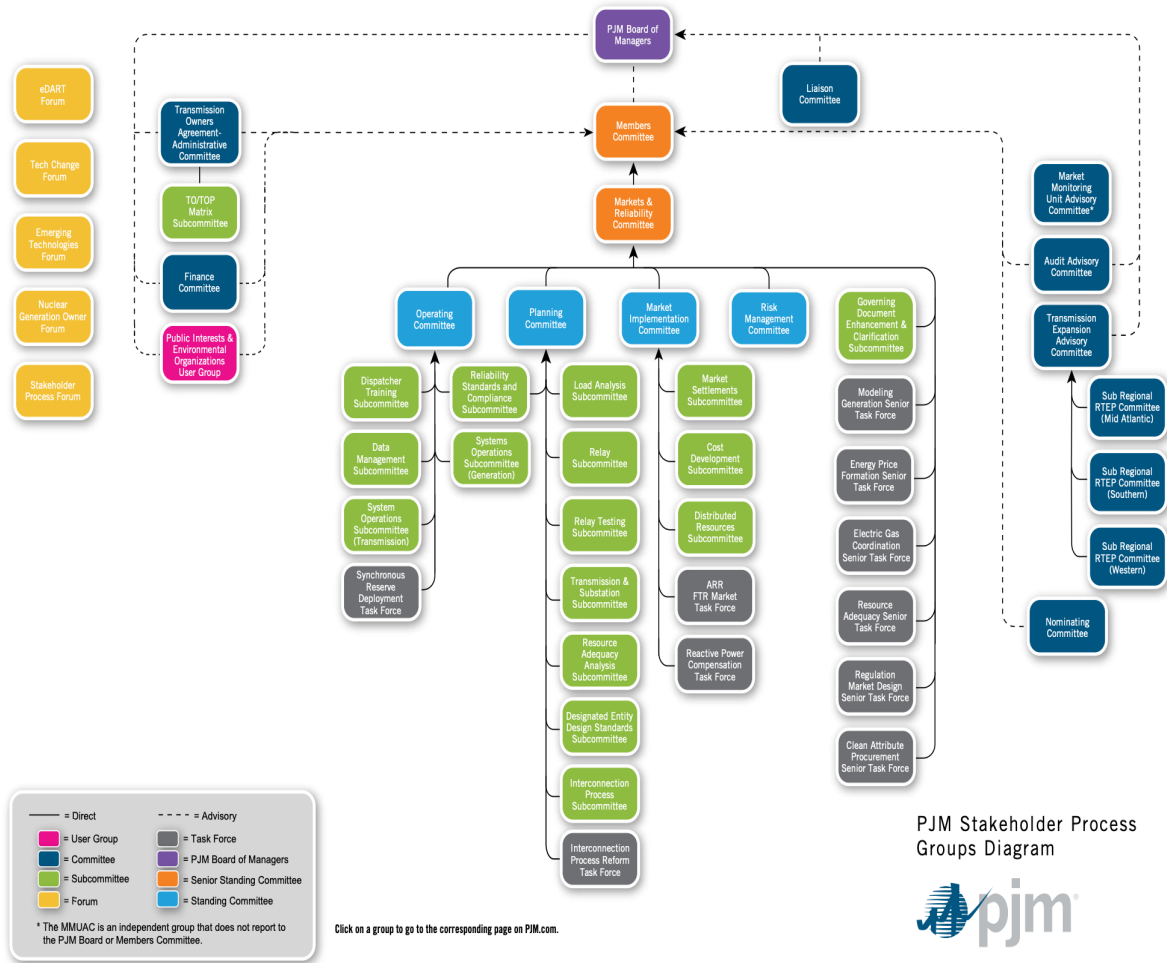 PJM Board of
Managers
eDART
Forum
Tech Change
Forum
Emerging
Technologies
Forum
Nuclear
Generation Owner
Forum
Stakeholder
Process Forum
Transmission
Owners
Agreement-
Administrative
Committee
TO/TOP
Matrix
Subcommittee
Finance
Committee
Public Interests &
Environmental
Organizations
User Group
Liaison
Committee
Members
Committee
Markets &
Reliability
Committee
Market
Monitoring
Unit Advisory
Committee*
Audit Advisory
Committee
Transmission
Expansion
Advisory
Committee
Sub Regional
RTEP Committee
(Mid Atlantic)
Sub Regional
RTEP Committee
(Southern)
Sub Regional
RTEP Committee
(Western)
Nominating
Committee
Operating
Committee
Planning
Committee
Market
Implementation
Committee
Risk
Management
Committee
Governing
Document
Enhancement &
Clarification
Subcommittee
Dispatcher
Training
Subcommittee
Data
Management
Subcommittee
System
Operations
Subcommittee
(Transmission)
Synchronous
Reserve
Deployment
Task Force
Reliability
Standards and
Compliance
Subcommittee
Systems
Operations
Subcommittee
(Generation)
Load Analysis
Subcommittee
Relay
Subcommittee
Relay Testing
Subcommittee
Transmission &
Substation
Subcommittee
Resource
Adequacy
Analysis
Subcommittee
Designated Entity
Design Standards
Subcommittee
Interconnection
Process
Subcommittee
Interconnection
Process Reform
Task Force
Market
Settlements
Subcommittee
Cost
Development
Subcommittee
Distributed
Resources
Subcommittee
ARR
FTR Market
Task Force
Reactive Power
Compensation
Task Force
Modeling
Generation Senior
Task Force
Energy Price
Formation Senior
Task Force
Electric Gas
Coordination
Senior Task Force
Resource
Adequacy Senior
Task Force
Regulation
Market Design
Senior Task Force
Clean Attribute
Procurement
Senior Task Force
= Direct
= Advisory
= User Group
= Task Force
= Committee
= PJM Board of Managers
= Subcommittee
= Senior Standing Committee
= Forum
= Standing Committee
* The MMUAC is an independent group that does not report to
the PJM Board or Members Committee.
Click on a group to go to the corresponding page on PJM.com.
PJM Stakeholder Process
Groups Diagram
pjm®